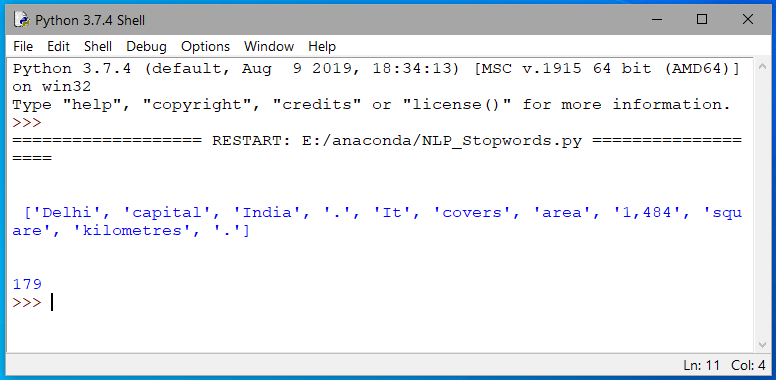 Python 3.7.4 Shell
File Edit Shell Debug Options Window Help
Python 3.7.4 (default, Aug  9 2019, 18:34:13) [MSC v.1915 64 bit (AMD64)]
on win32
Type "help", "copyright", "credits" or "license()" for more information.
>>>
=================== RESTART: E:/anaconda/NLP_Stopwords.py ===============
====
['Delhi', 'capital', 'India', '.', 'It', 'covers', 'area', '1,484', 'squ
are', 'kilometres', '.']
179
>>>
Ln: 11 Col: 4